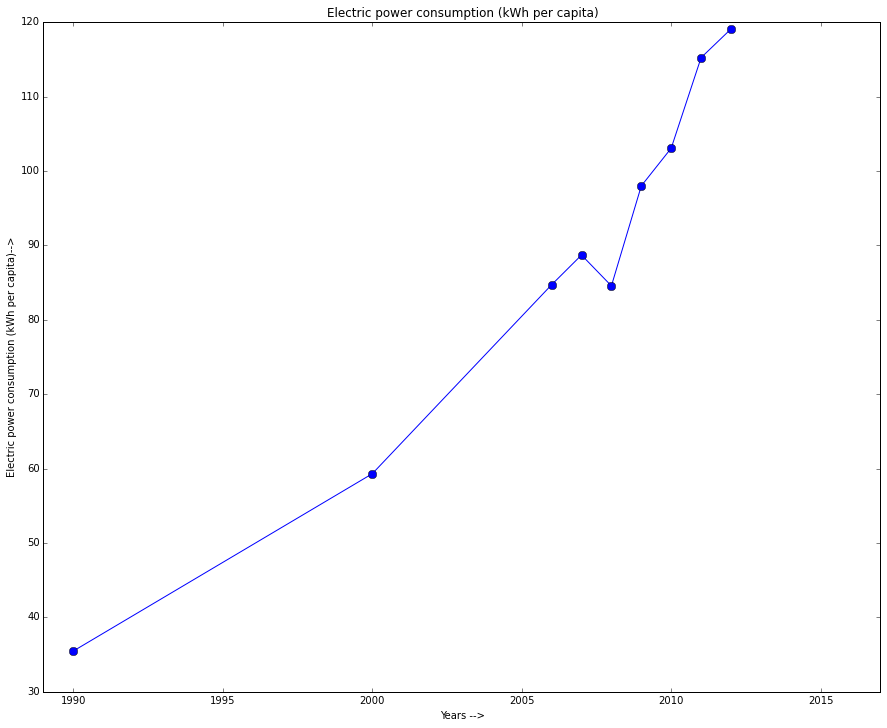 Electric power consumption (kWh per capita)
120
110
100
90
80
70
60
50
40
30
Electric power consumption (kWh per capita)-->
1990 1995 2000 2005 2010 2015
Years -->